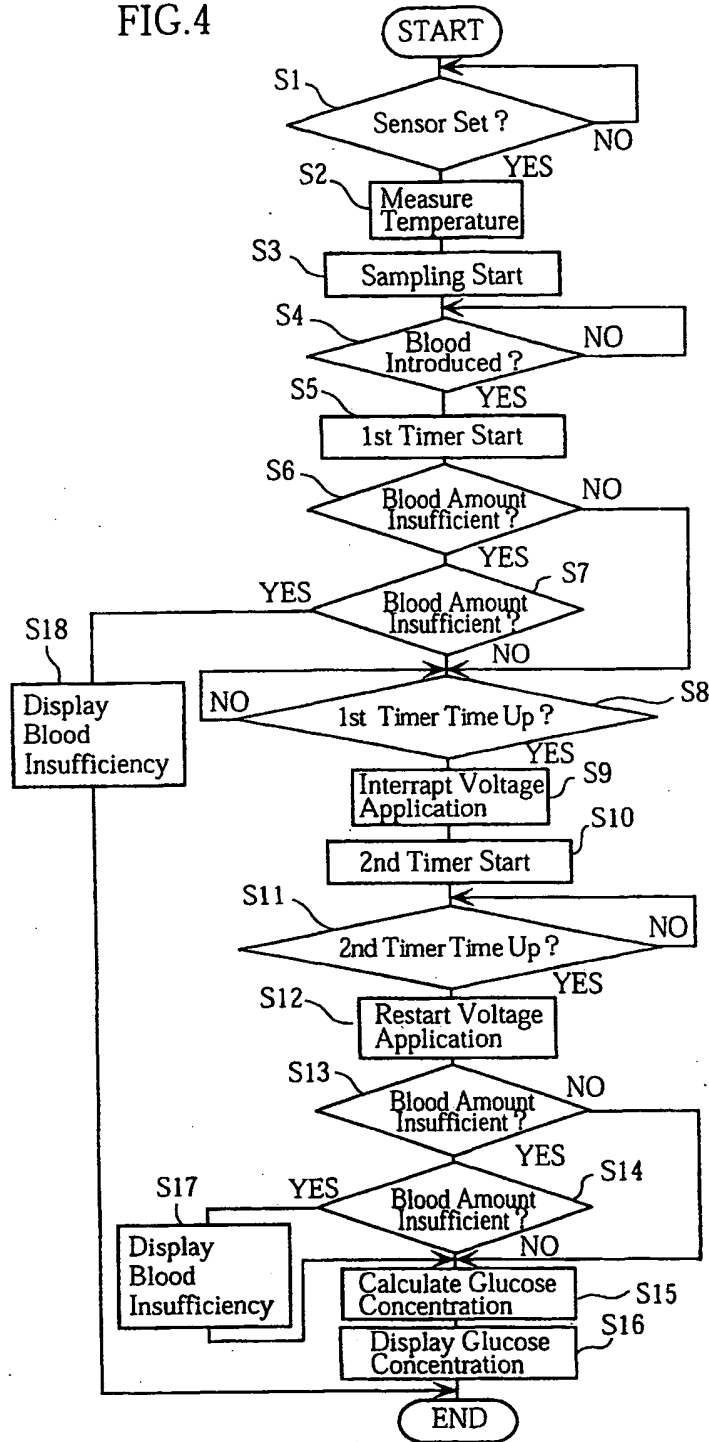 FIG.4
START
S1
Sensor Set ?
NO
YES
S2
Measure
Temperature
S3
Sampling Start
S4
Blood
Introduced ?
NO
YES
S5
1st Timer Start
S6
Blood Amount
Insufficient ?
NO
YES
S7
YES
Blood Amount
Insufficient ?
NO
S18
Display
Blood
Insufficiency
NO
1st Timer Time Up ?
S8
YES
Interrapt Voltage
Application
S9
S10
2nd Timer Start
S11
NO
2nd Timer Time Up ?
YES
S12
Restart Voltage
Application
S13
NO
Blood Amount
Insufficient ?
YES
S14
S17
YES
Blood Amount
Insufficient ?
NO
Display
Blood
Insufficiency
Calculate Glucose
Concentration
S15
Display Glucose
Concentration
S16
END